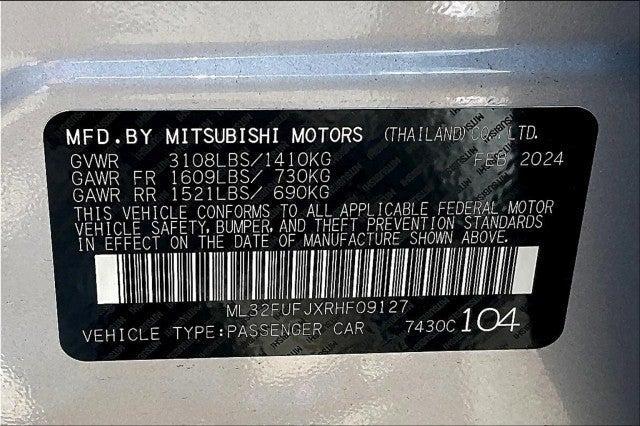 MFD.BY MITSUBISHI MOTORS (THAILAND) CO., LTD.
GVWR 3108LBS/1410KG FEB 2024
GAWR FR 1609LBS/ 730KG
GAWR RR 1521LBS/ 690KG
THIS VEHICLE CONFORMS TO ALL APPLICABLE FEDERAL MOTOR
VEHICLE SAFETY, BUMPER, AND THEFT PREVENTION STANDARDS
IN EFFECT ON THE DATE OF MANUFACTURE SHOWN ABOVE.
ML32FUFJXRHF09127
VEHICLE TYPE:PASSENGER CAR 7430C 104